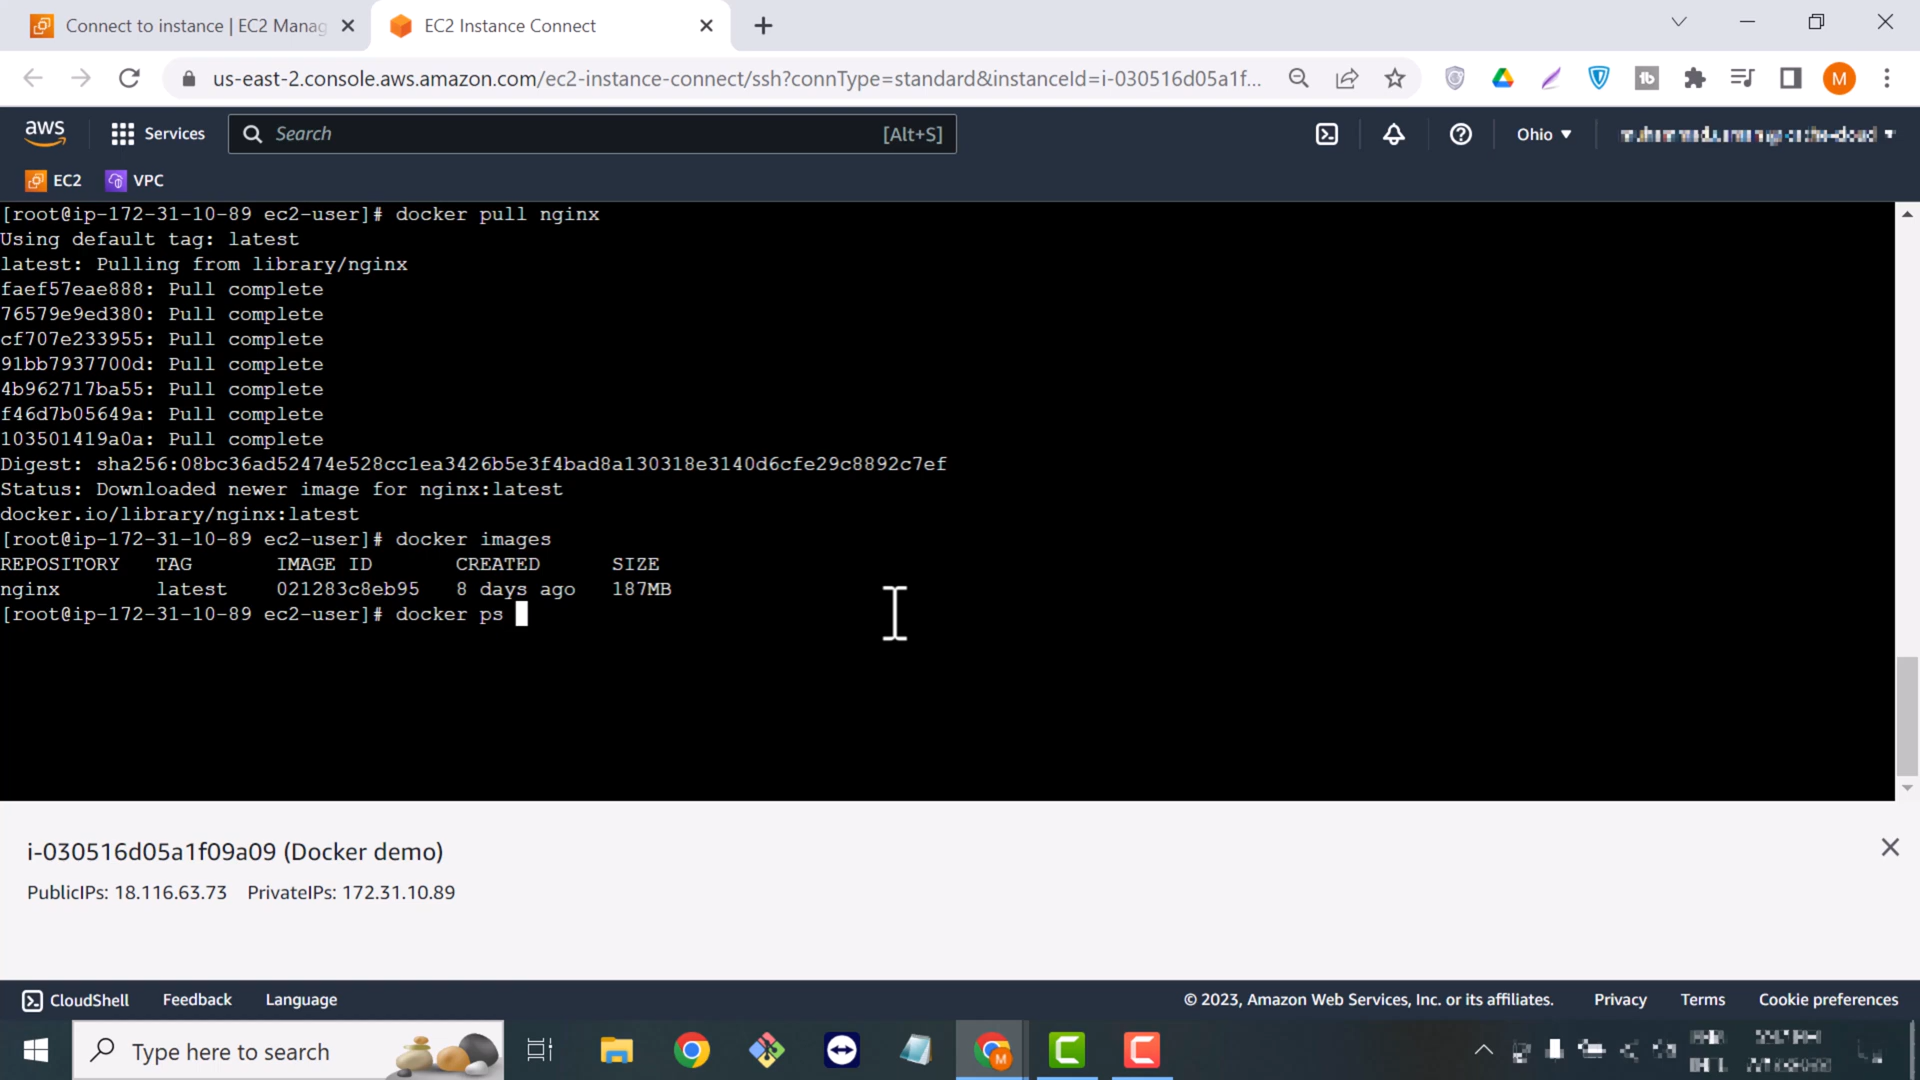 Connect to instance | EC2 Manag
EC2 Instance Connect
us-east-2.console.aws.amazon.com/ec2-instance-connect/ssh?connType=standard&instanceId=i-030516d05a1f...
M
aws
Services
Search
[Alt+S]
Ohio
EC2
VPC
[root@ip-172-31-10-89 ec2-user]# docker pull nginx
Using default tag: latest
latest: Pulling from library/nginx
faef57eae888: Pull complete
76579e9ed380: Pull complete
cf707e233955: Pull complete
91bb7937700d: Pull complete
4b962717ba55: Pull complete
f46d7b05649a: Pull complete
103501419a0a: Pull complete
Digest: sha256:08bc36ad52474e528cc1ea3426b5e3f4bad8a130318e3140d6cfe29c8892c7ef
Status: Downloaded newer image for nginx:latest
docker.io/library/nginx:latest
[root@ip-172-31-10-89 ec2-user]# docker images
REPOSITORY TAG IMAGE ID CREATED SIZE
nginx latest 021283c8eb95 8 days ago 187MB
[root@ip-172-31-10-89 ec2-user]# docker ps
i-030516d05a1f09a09 (Docker demo)
PublicIPs: 18.116.63.73 PrivateIPs: 172.31.10.89
CloudShell Feedback Language
© 2023, Amazon Web Services, Inc. or its affiliates. Privacy Terms Cookie preferences
Type here to search